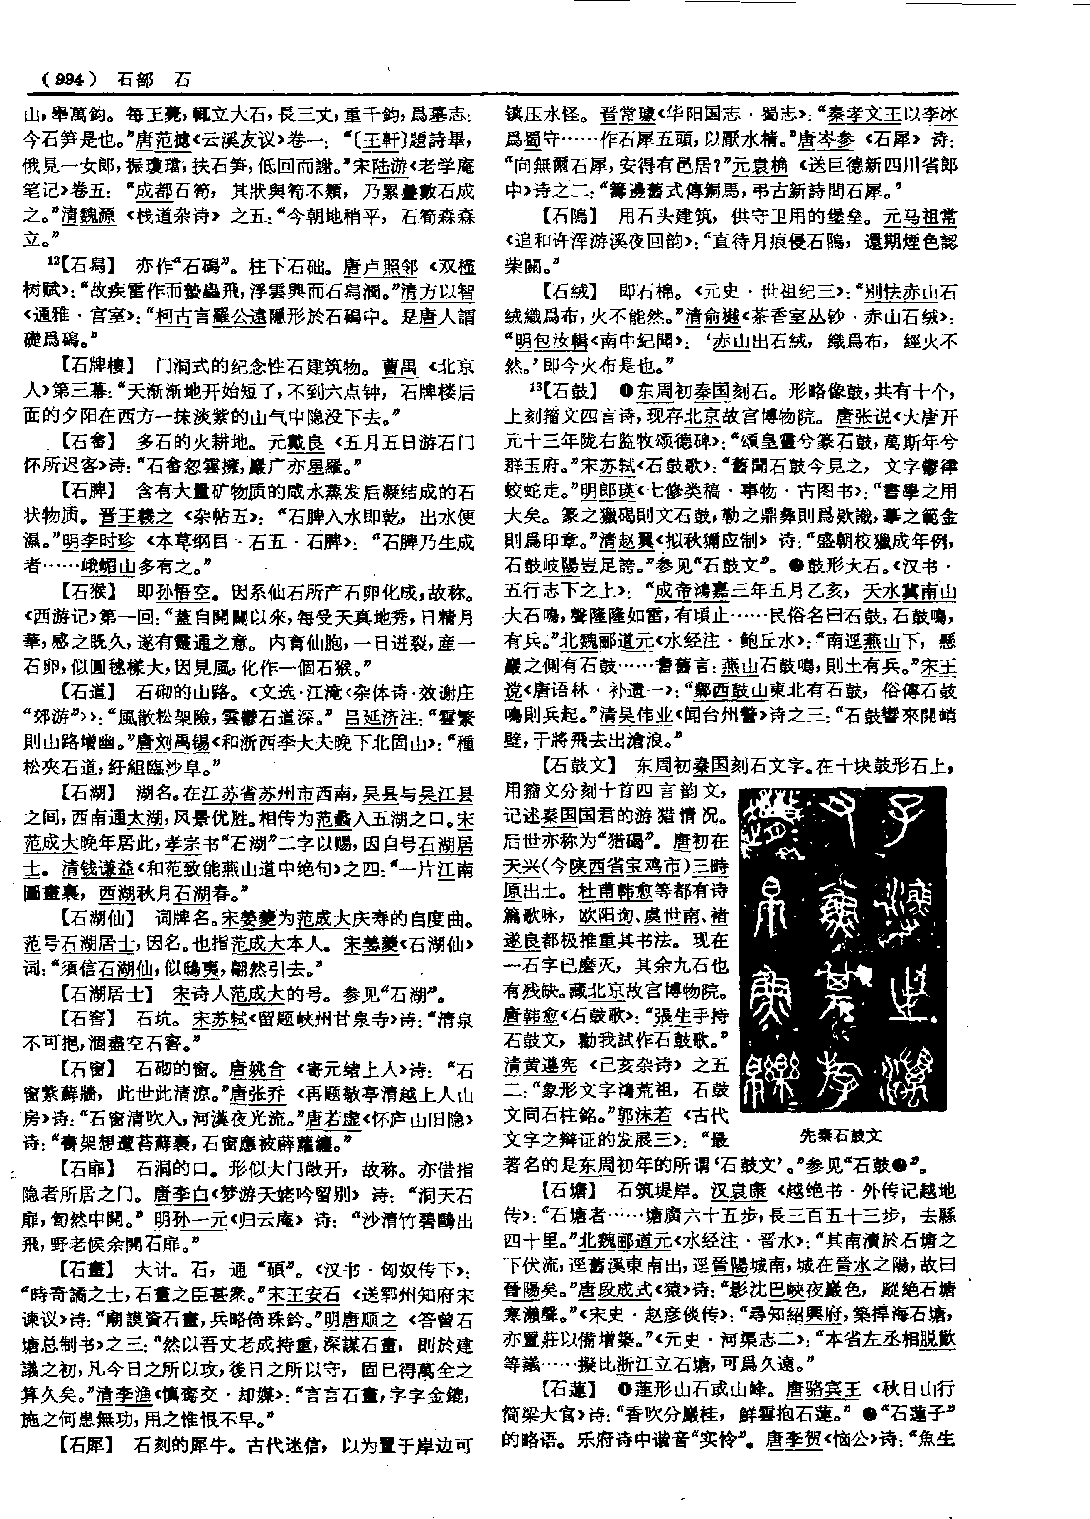 （994） 石部 石
山，舉萬鈞。每王薨，輒立大石，長三丈，重千鈞，爲墓志：
今石笋是也。”唐范摅《云溪友议》卷一：“〔王軒〕題詩畢，
俄見一女郎，振瓊璫，扶石笋，低回而謝。”宋陆游《老学庵
笔记》卷五：“成都石筍，其狀與筍不類，乃累疊數石成
之。”清魏源《栈道杂诗》之五：“今朝地稍平，石筍森森
立。”
12【石舃】 亦作“石磶”。柱下石础。唐卢照邻《双槿
树赋》：“故疾雷作而蟄蟲飛，浮雲興而石舃潤。”清方以智
《通雅·宫室》：“柯古言羅公遠隱形於石磶中。是唐人謂
礎爲磶。”
【石牌楼】 门洞式的纪念性石建筑物。曹禺《北京
人》第三幕：“天渐渐地开始短了，不到六点钟，石牌楼后
面的夕阳在西方一抹淡紫的山气中隐没下去。”
【石畬】 多石的火耕地。元戴良《五月五日游石门
怀所迟客》诗：“石畬忽雲擁，巖广亦星羅。”
【石脾】 含有大量矿物质的咸水蒸发后凝结成的石
状物质。晋王羲之《杂帖五》：“石脾入水即乾，出水便
濕。”明李时珍《本草纲目·石五·石脾》：“石脾乃生成
者……峨嵋山多有之。”
【石猴】 即孙悟空。因系仙石所产石卵化成，故称。
《西游记》第一回：“蓋自開闢以來，每受天真地秀，日精月
華，感之既久，遂有靈通之意。内育仙胞，一日迸裂，産一
石卵，似圓毬樣大，因見風，化作一個石猴。”
【石道】 石砌的山路。《文选·江淹〈杂体诗·效谢庄
“郊游”〉》：“風散松架險，雲鬱石道深。”吕延济注：“雲繁
則山路增幽。”唐刘禹锡《和浙西李大夫晚下北固山》：“種
松夾石道，紆組臨沙阜。”
【石湖】 湖名。在江苏省苏州市西南，吴县与吴江县
之间，西南通太湖，风景优胜。相传为范蠡入五湖之口。宋
范成大晚年居此，孝宗书“石湖”二字以赐，因自号石湖居
士。清钱谦益《和范致能燕山道中绝句》之四：“一片江南
圖畫裏，西湖秋月石湖春。”
【石湖仙】 词牌名。宋姜夔为范成大庆寿的自度曲。
范号石湖居士，因名。也指范成大本人。宋姜夔《石湖仙》
词：“須信石湖仙，似鴟夷，翩然引去。”
【石湖居士】 宋诗人范成大的号。参见“石湖”。
【石窖】 石坑。宋苏轼《留题峡州甘泉寺》诗：“清泉
不可挹，涸盡空石窖。”
【石窗】 石砌的窗。唐姚合《寄元绪上人》诗：“石
窗紫蘚牆，此世此清凉。”唐张乔《再题敬亭清越上人山
房》诗：“石窗清吹人，河漢夜光流。”唐若虚《怀庐山旧隐》
诗：“書架想遭苔蘚裹，石窗應被薜蘿纏。”
【石扉】 石洞的口。形似大门敞开，故称。亦借指
隐者所居之门。唐李白《梦游天姥吟留别》诗：“洞天石
扉，訇然中開。”明孙一元《归云庵》诗：“沙清竹碧鷗出
飛，野老候余開石扉。”
【石畫】 大计。石，通“碩”。《汉书·匈奴传下》：
“時奇譎之士，石畫之臣甚衆。”宋王安石《送郓州知府宋
谏议》诗：“廟謨資石畫，兵略倚珠鈐。”明唐顺之《答曾石
塘总制书》之三：“然以吾丈老成持重，深謀石畫，則於建
議之初，凡今日之所以攻，後日之所以守，固已得萬全之
算久矣。”清李渔《慎鸾交·却媒》：“言言石畫，字字金鍼，
施之何患無功，用之惟恨不早。”
【石犀】 石刻的犀牛。古代迷信，以为置于岸边可
镇压水怪。晋常璩《华阳国志·蜀志》：“秦孝文王以李冰
爲蜀守……作石犀五頭，以厭水精。”唐岑参《石犀》诗：
“向無爾石犀，安得有邑居？”元袁桷《送巨德新四川省郎
中》诗之二：“籌邊舊式傳銅馬，弔古新詩問石犀。”
【石隖】 用石头建筑，供守卫用的堡垒。元马祖常
《追和许浑游溪夜回韵》：“直待月痕侵石隖，還期煙色認
柴關。”
【石绒】 即石棉。《元史·世祖纪三》：“别怯赤山石
絨織爲布，火不能然。”清俞樾《茶香室丛钞·赤山石绒》：
“明包汝楫《南中紀聞》：‘赤山出石絨，織爲布，經火不
然。’即今火布是也。”
13【石鼓】 ❶东周初秦国刻石。形略像鼓，共有十个，
上刻籀文四言诗，现存北京故宫博物院。唐张说《大唐开
元十三年陇右监牧颂德碑》：“頌皇靈兮篆石鼓，萬斯年兮
群玉府。”宋苏轼《石鼓歌》：“舊聞石鼓今見之，文字鬱律
蛟蛇走。”明郎瑛《七修类稿·事物·古图书》：“書學之用
大矣。篆之獵碣則文石鼓，勒之鼎彝則爲欵識，摹之範金
則爲印章。”清赵翼《拟秋狝应制》诗：“盛朝校獵成年例，
石鼓岐陽豈足誇。”参见“石鼓文”。❷鼓形大石。《汉书·
五行志下之上》：“成帝鴻嘉三年五月乙亥，天水冀南山
大石鳴，聲隆隆如雷，有頃止……民俗名曰石鼓，石鼓鳴，
有兵。”北魏郦道元《水经注·鲍丘水》：“南逕燕山下，懸
巖之側有石鼓……耆舊言：燕山石鼓鳴，則土有兵。”宋王
谠《唐语林·补遗一》：“鄴西鼓山東北有石鼓，俗傳石鼓
鳴則兵起。”清吴伟业《闻台州警》诗之三：“石鼓響來開峭
壁，干將飛去出滄浪。”
【石鼓文】 东周初秦国刻石文字。在十块鼓形石上，
用籀文分刻十首四言韵文，
记述秦国国君的游猎情况。
后世亦称为“猎碣”。唐初在
天兴（今陕西省宝鸡市）三畤
原出土。杜甫韩愈等都有诗
篇歌咏，欧阳询、虞世南、褚
遂良都极推重其书法。现在
一石字已磨灭，其余九石也
有残缺。藏北京故宫博物院。
唐韩愈《石鼓歌》：“張生手持
石鼓文，勸我試作石鼓歌。”
清黄遵宪《己亥杂诗》之五
二：“象形文字鴻荒祖，石鼓
文同石柱銘。”郭沫若《古代
文字之辩证的发展三》：“最
先秦石鼓文
著名的是东周初年的所谓‘石鼓文’。”参见“石鼓❶”。
【石塘】 石筑堤岸。汉袁康《越绝书·外传记越地
传》：“石塘者……塘廣六十五步，長三百五十三步，去縣
四十里。”北魏郦道元《水经注·晋水》：“其南瀆於石塘之
下伏流，逕舊溪東南出，逕晉陽城南，城在晉水之陽，故曰
晉陽矣。”唐段成式《猿》诗：“影沈巴峽夜巖色，蹤絶石塘
寒瀨聲。”《宋史·赵彦倓传》：“尋知紹興府，築捍海石塘，
亦置莊以備增築。”《元史·河渠志二》：“本省左丞相脱歡
等議……擬比浙江立石塘，可爲久遠。”
【石蓮】 ❶蓮形山石或山峰。唐骆宾王《秋日山行
简梁大官》诗：“香吹分巖桂，鮮雲抱石蓮。”❷“石蓮子”
的略语。乐府诗中谐音“实怜”。唐李贺《恼公》诗：“魚生